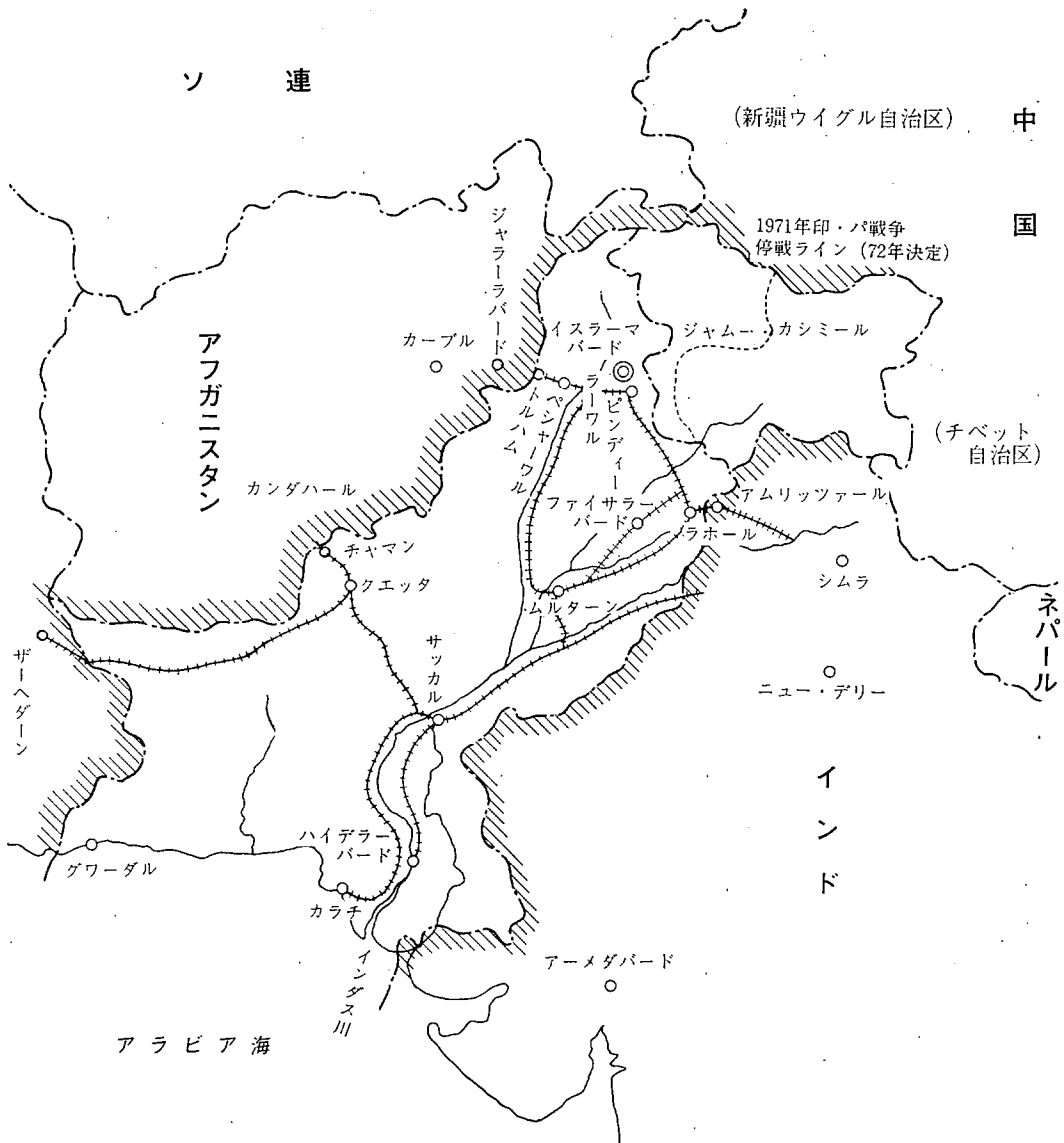 ソ連
(新疆ウイグル自治区)
中国
1971年印・パ戦争
停戦ライン (72年決定)
ジャラーラバード
アフガニスタン
カーブル
イスラーマ
バード
ジャムー・カシミール
トルハム
ペシャーワル
ラーワル
ピンディー
(チベット
自治区)
カンダハール
ファイサラー
バード
アムリッツァール
ラホール
チャマン
クエッタ
シムラ
ムルターン
ネパール
ザーヘダーン
サッカル
ニュー・デリー
インド
ハイデラー
バード
グワーダル
カラチ
インダス川
アーメダバード
アラビア海